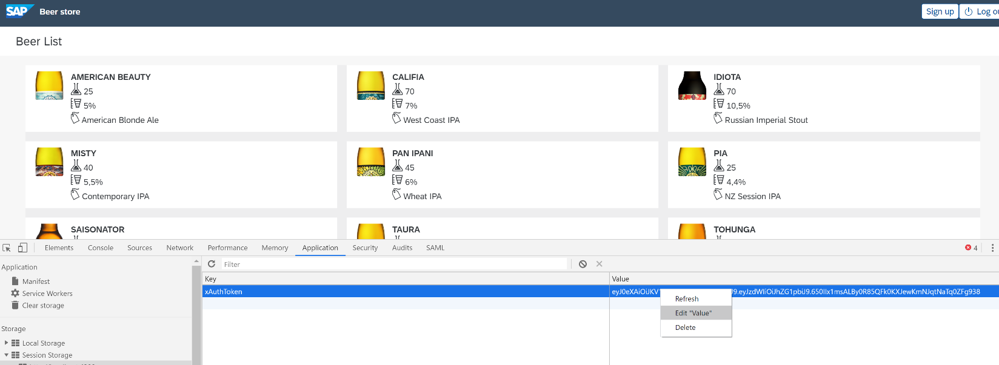 SAP Beer store Sign up Log ou
Beer List
AMERICAN BEAUTY
25
5%
American Blonde Ale
CALIFIA
70
7%
West Coast IPA
IDIOTA
70
10,5%
Russian Imperial Stout
MISTY
40
5,5%
Contemporary IPA
PAN IPANI
45
6%
Wheat IPA
PIA
25
4,4%
NZ Session IPA
SAISONATOR
TAURA
TOHUNGA
Elements Console Sources Network Performance Memory Application Security Audits SAML 4
Application
Manifest
Service Workers
Clear storage
Storage
Local Storage
Session Storage
Filter
Key Value
xAuthToken eyJ0eXAiOiJKV1 J9.eyJzdWIiOiJhZG1pbiJ9.650IIx1msALBy0R85QFk0KXJewKmNJqtNaTq0ZFg938
Refresh
Edit "Value"
Delete